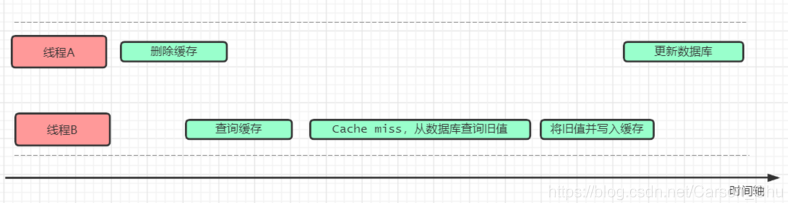 线程A
删除缓存
更新数据库
线程B
查询缓存
Cache miss，从数据库查询旧值
将旧值并写入缓存
时间轴